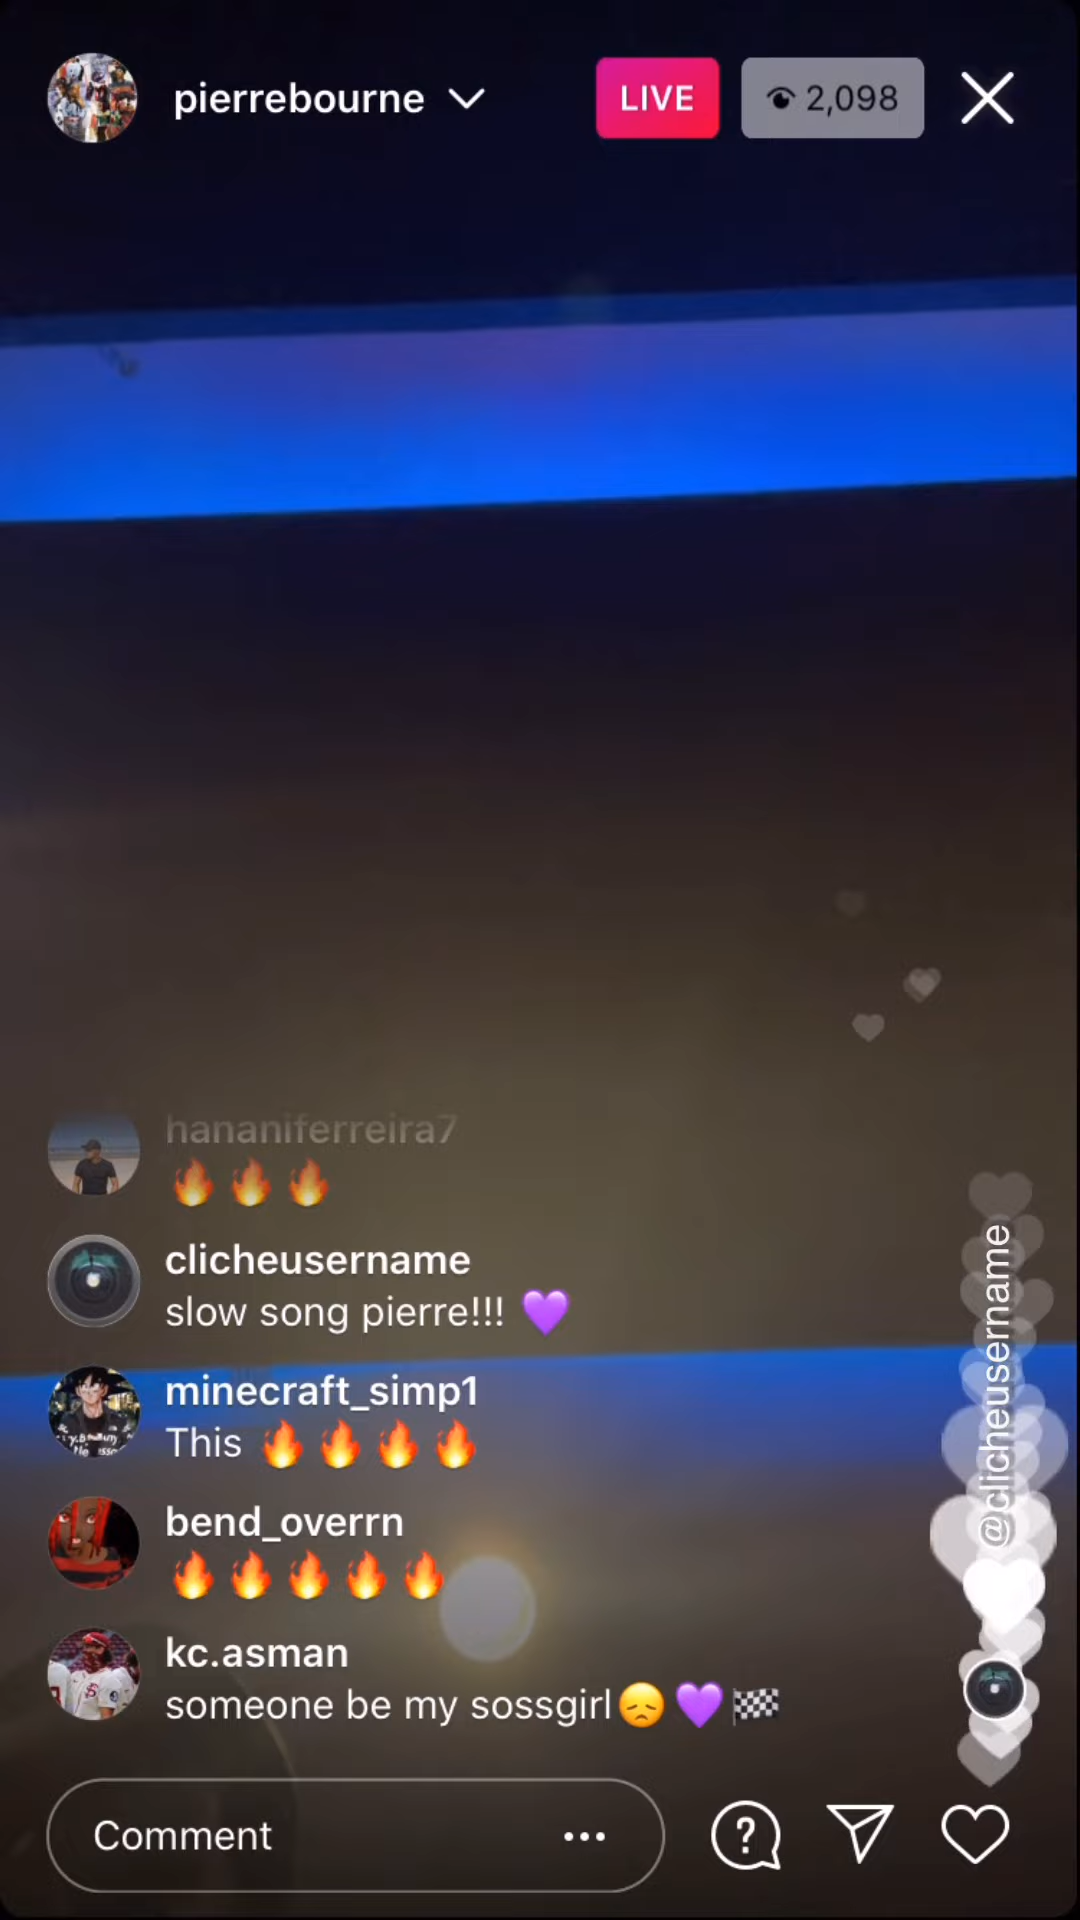 pierrebourne
LIVE
2,098
hananiferreira7
🔥🔥🔥
clicheusername
slow song pierre!!! 💜
minecraft_simp1
This 🔥🔥🔥🔥
bend_overrn
🔥🔥🔥🔥🔥
kc.asman
someone be my sossgirl😞💜🏁
@clicheusername
Comment